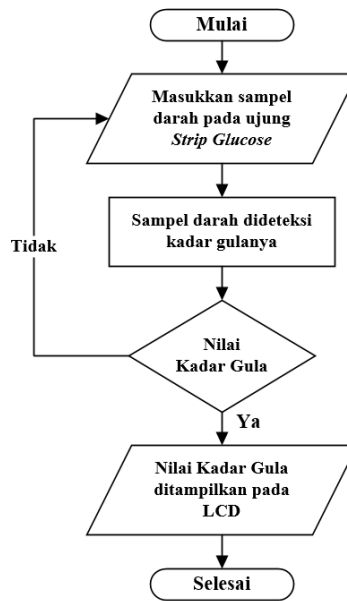 Mulai
Masukkan sampel
darah pada ujung
Strip Glucose
Sampel darah dideteksi
kadar gulanya
Tidak
Nilai
Kadar Gula
Ya
Nilai Kadar Gula
ditampilkan pada
LCD
Selesai